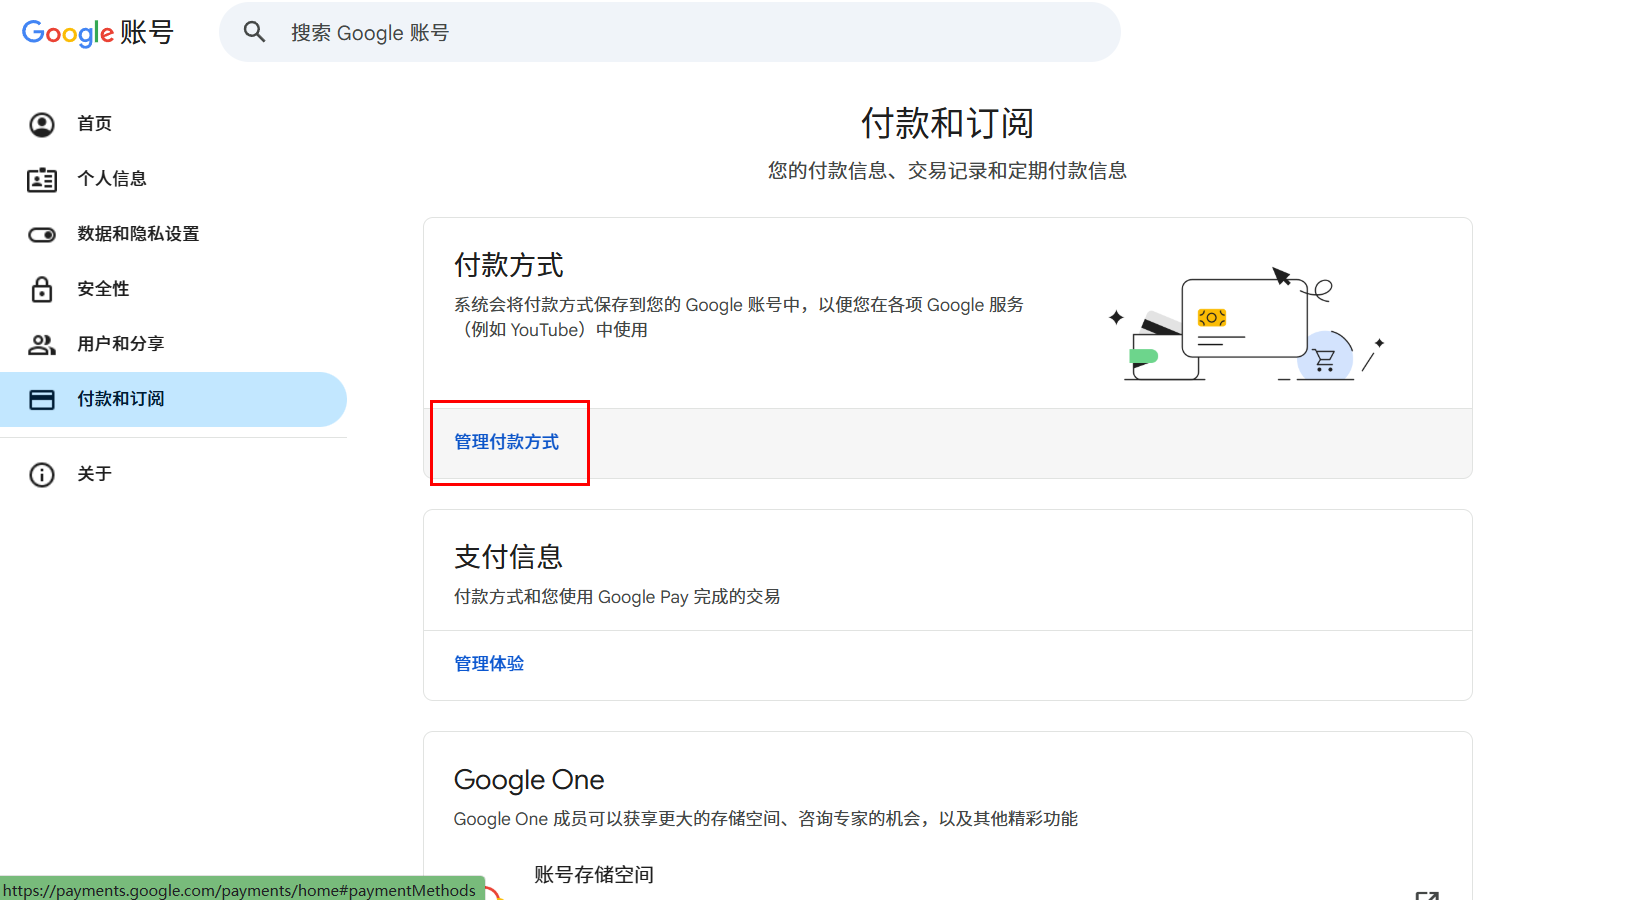 Google 账号
搜索 Google 账号
首页
个人信息
数据和隐私设置
安全性
用户和分享
付款和订阅
关于
付款和订阅
您的付款信息、交易记录和定期付款信息
付款方式
系统会将付款方式保存到您的 Google 账号中，以便您在各项 Google 服务
（例如 YouTube）中使用
管理付款方式
支付信息
付款方式和您使用 Google Pay 完成的交易
管理体验
Google One
Google One 成员可以获享更大的存储空间、咨询专家的机会，以及其他精彩功能
账号存储空间
https://payments.google.com/payments/home#paymentMethods